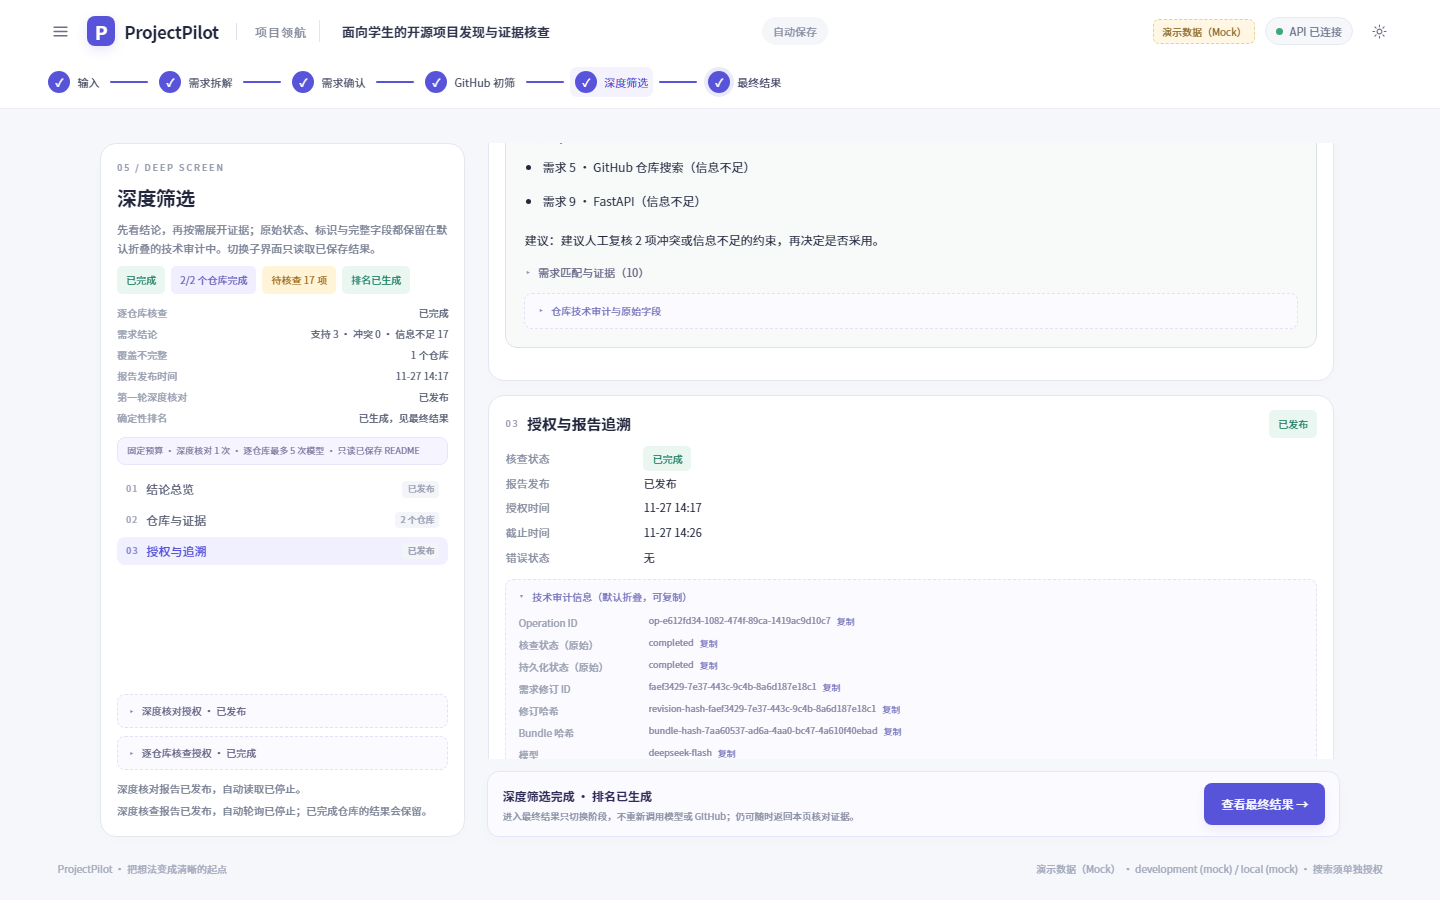 P ProjectPilot 项目领航 面向学生的开源项目发现与证据核查 自动保存 演示数据（Mock） API 已连接
输入 需求拆解 需求确认 GitHub 初筛 深度筛选 最终结果
05 / DEEP SCREEN
深度筛选
先看结论，再按需展开证据；原始状态、标识与完整字段都保留在默
认折叠的技术审计中。切换子界面只读取已保存结果。
已完成 2/2 个仓库完成 待核查 17 项 排名已生成
逐仓库核查 已完成
需求结论 支持 3 · 冲突 0 · 信息不足 17
覆盖不完整 1 个仓库
报告发布时间 11-27 14:17
第一轮深度核对 已发布
确定性排名 已生成，见最终结果
固定预算 · 深度核对 1 次 · 逐仓库最多 5 次模型 · 只读已保存 README
01 结论总览 已发布
02 仓库与证据 2 个仓库
03 授权与追溯 已发布
深度核对授权 · 已发布
逐仓库核查授权 · 已完成
深度核对报告已发布，自动读取已停止。
深度核查报告已发布，自动轮询已停止；已完成仓库的结果会保留。
需求 5 · GitHub 仓库搜索（信息不足）
需求 9 · FastAPI（信息不足）
建议：建议人工复核 2 项冲突或信息不足的约束，再决定是否采用。
需求匹配与证据（10）
仓库技术审计与原始字段
03 授权与报告追溯 已发布
核查状态 已完成
报告发布 已发布
授权时间 11-27 14:17
截止时间 11-27 14:26
错误状态 无
技术审计信息（默认折叠，可复制）
Operation ID op-e612fd34-1082-474f-89ca-1419ac9d10c7 复制
核查状态（原始） completed 复制
持久化状态（原始） completed 复制
需求修订 ID faef3429-7e37-443c-9c4b-8a6d187e18c1 复制
修订哈希 revision-hash-faef3429-7e37-443c-9c4b-8a6d187e18c1 复制
Bundle 哈希 bundle-hash-7aa60537-ad6a-4aa0-bc47-4a610f40ebad 复制
模型 deepseek-flash 复制
深度筛选完成 · 排名已生成
进入最终结果只切换阶段，不重新调用模型或 GitHub；仍可随时返回本页核对证据。
查看最终结果 →
ProjectPilot · 把想法变成清晰的起点
演示数据（Mock） · development (mock) / local (mock) · 搜索须单独授权